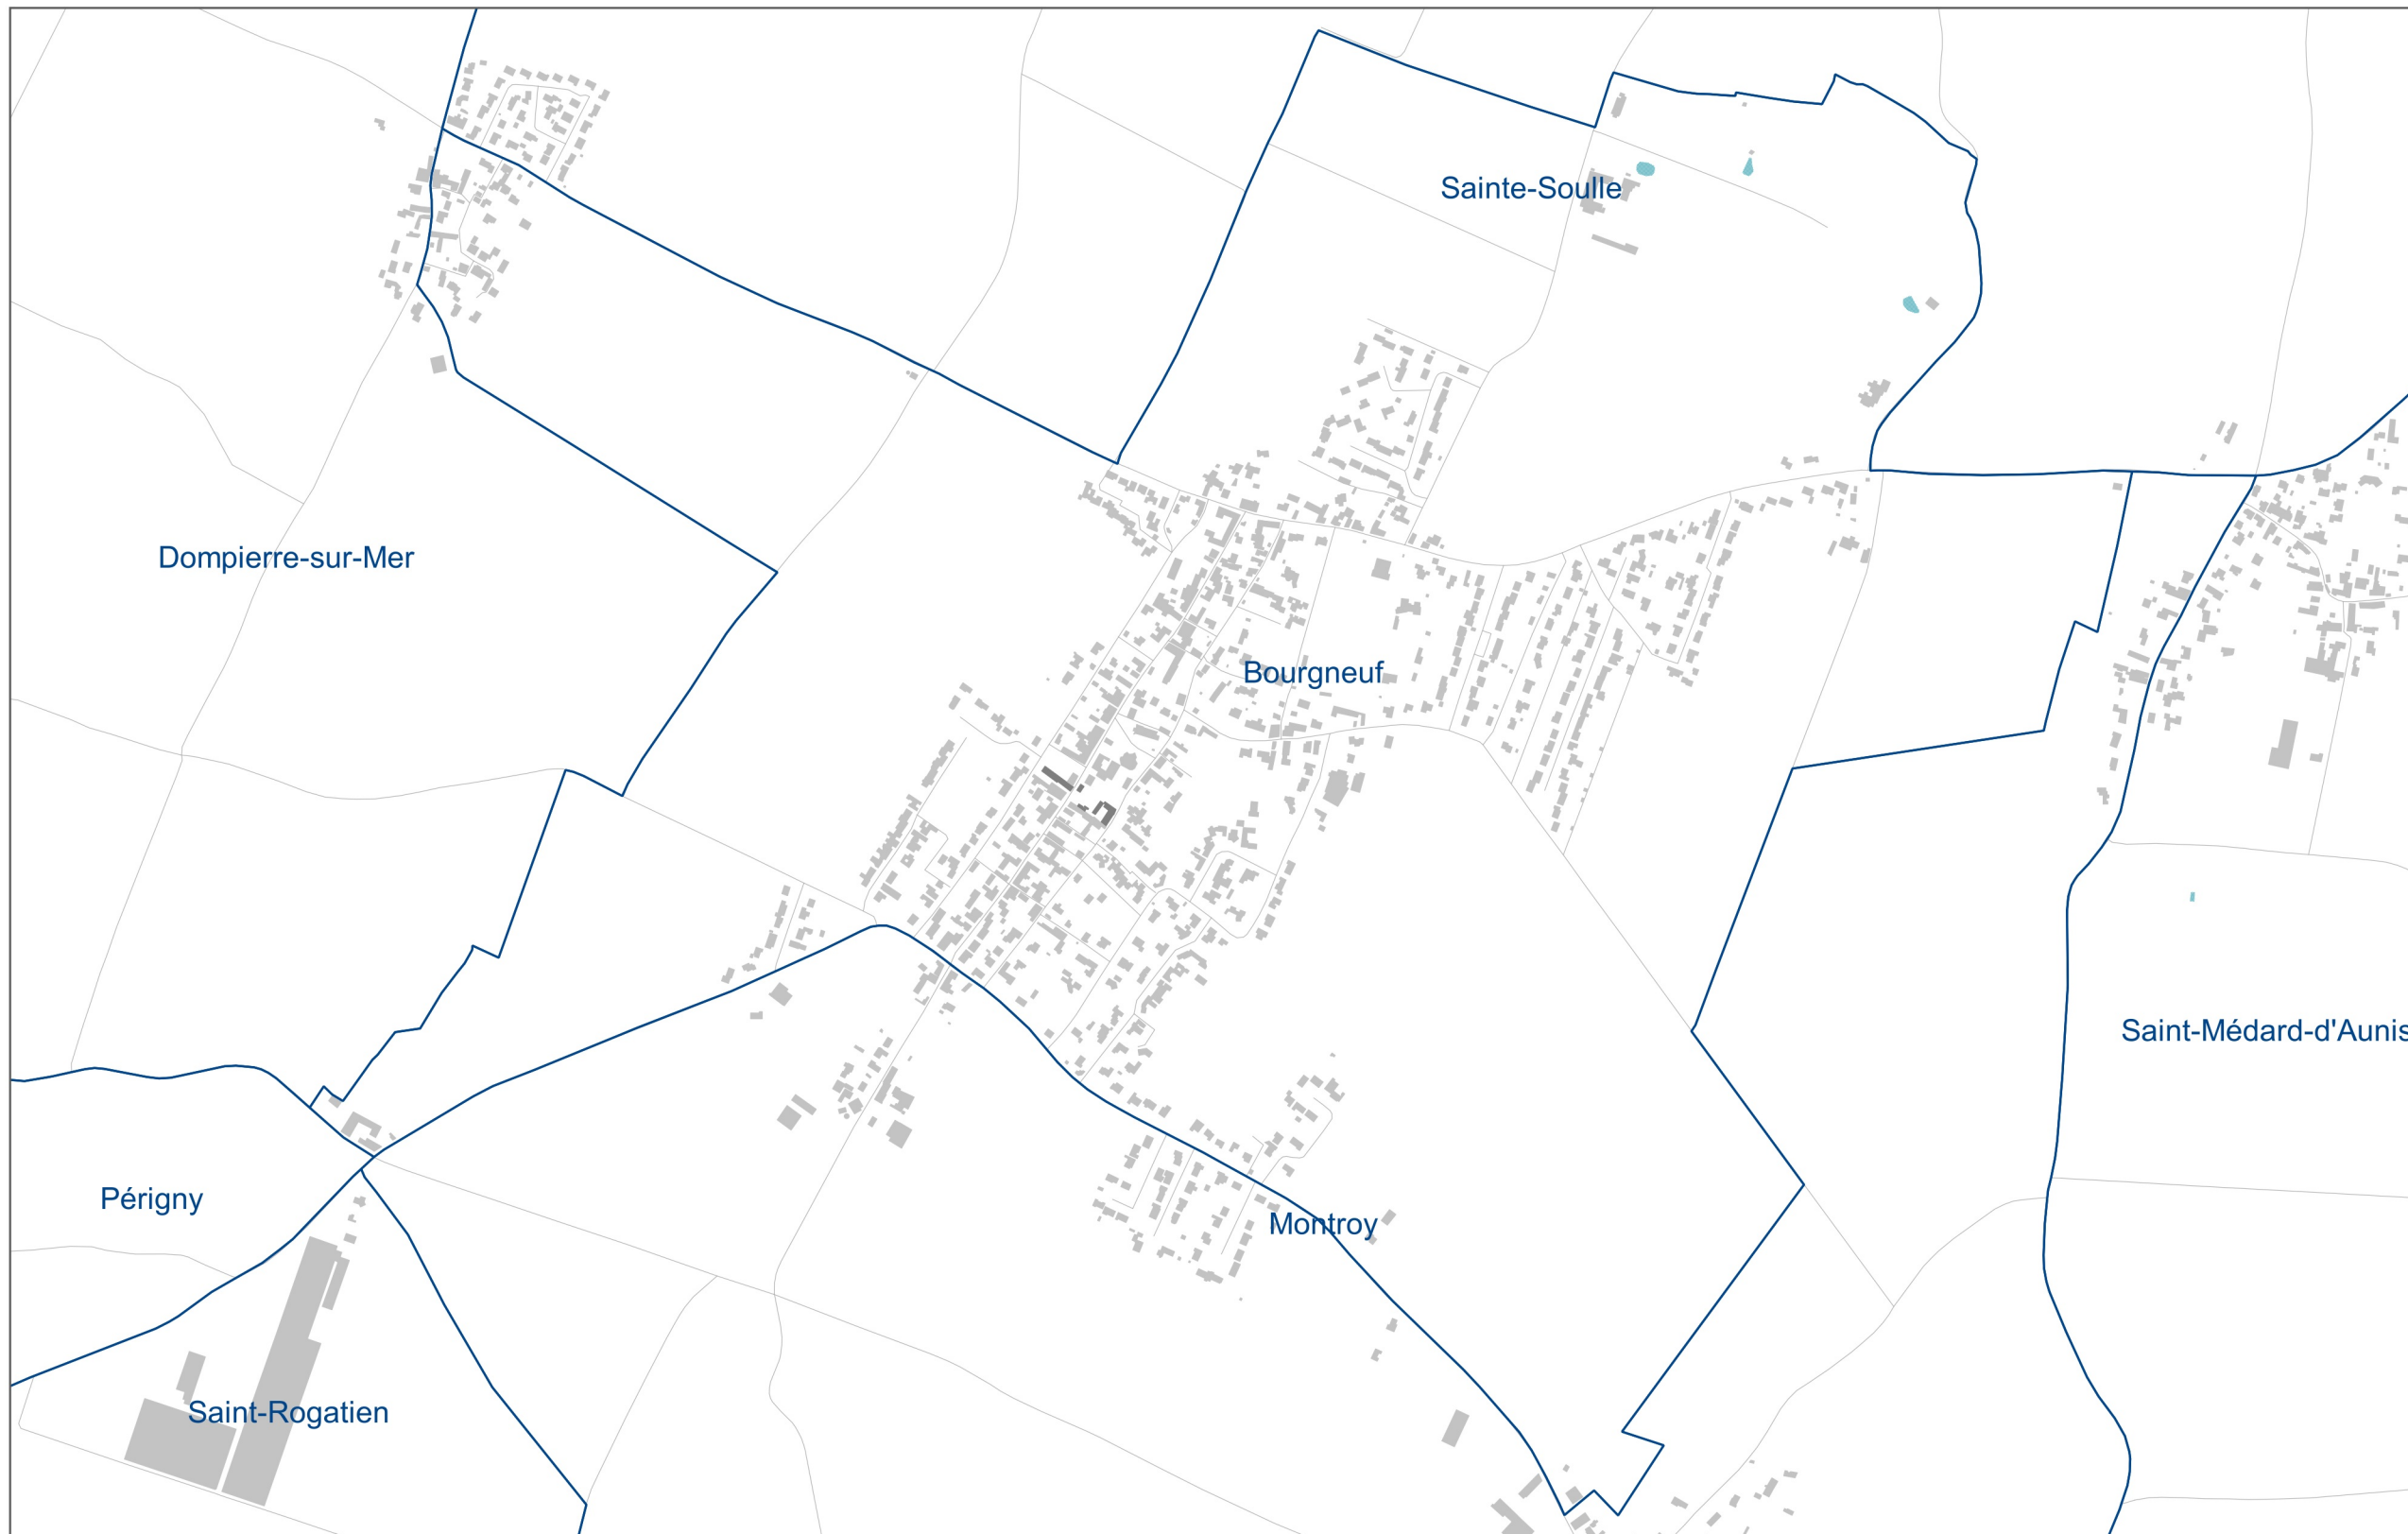 Sainte-Soulle
Dompierre-sur-Mer
Bourgneuf
Saint-Médard-d'Aunis
Périgny
Montroy
Saint-Rogatien